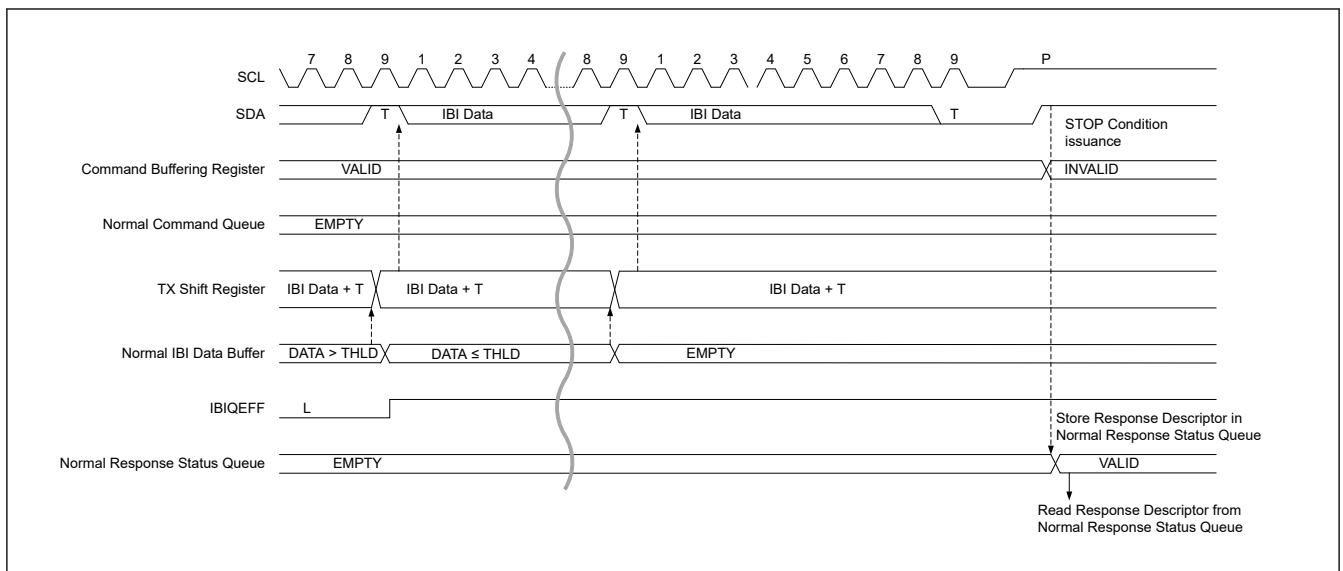 7 8 9 1 2 3 4 8 9 1 2 3 4 5 6 7 8 9 P
SCL
SDA T IBI Data T IBI Data T
STOP Condition
issuance
Command Buffering Register VALID INVALID
Normal Command Queue EMPTY
TX Shift Register IBI Data + T IBI Data + T IBI Data + T
Normal IBI Data Buffer DATA > THLD DATA ≤ THLD EMPTY
IBIQEFF L
Store Response Descriptor in
Normal Response Status Queue
Normal Response Status Queue EMPTY VALID
Read Response Descriptor from
Normal Response Status Queue